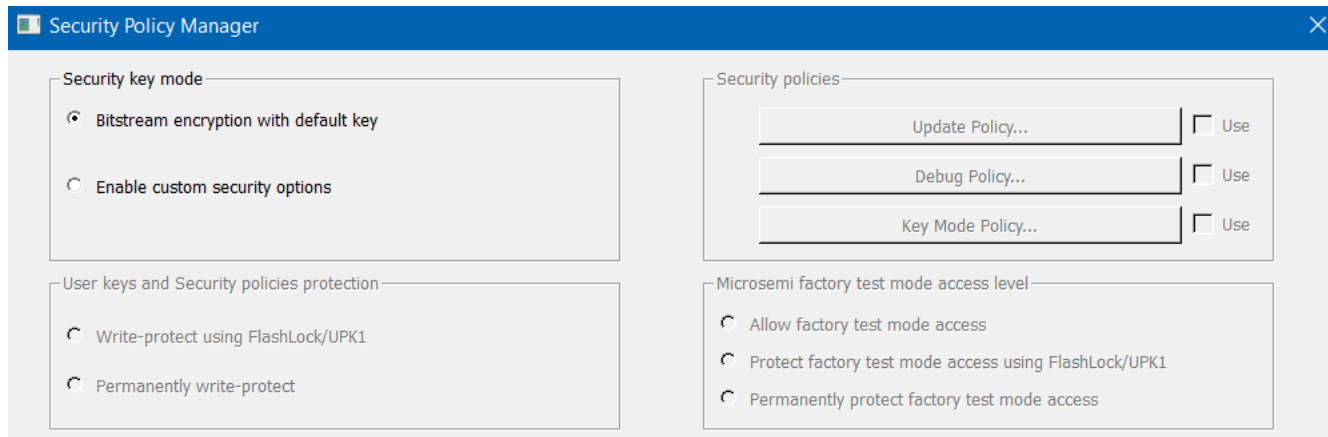 Security Policy Manager
Security key mode
Bitstream encryption with default key
Enable custom security options
Security policies
Update Policy... Use
Debug Policy... Use
Key Mode Policy... Use
User keys and Security policies protection
Write-protect using FlashLock/UPK1
Permanently write-protect
Microsemi factory test mode access level
Allow factory test mode access
Protect factory test mode access using FlashLock/UPK1
Permanently protect factory test mode access